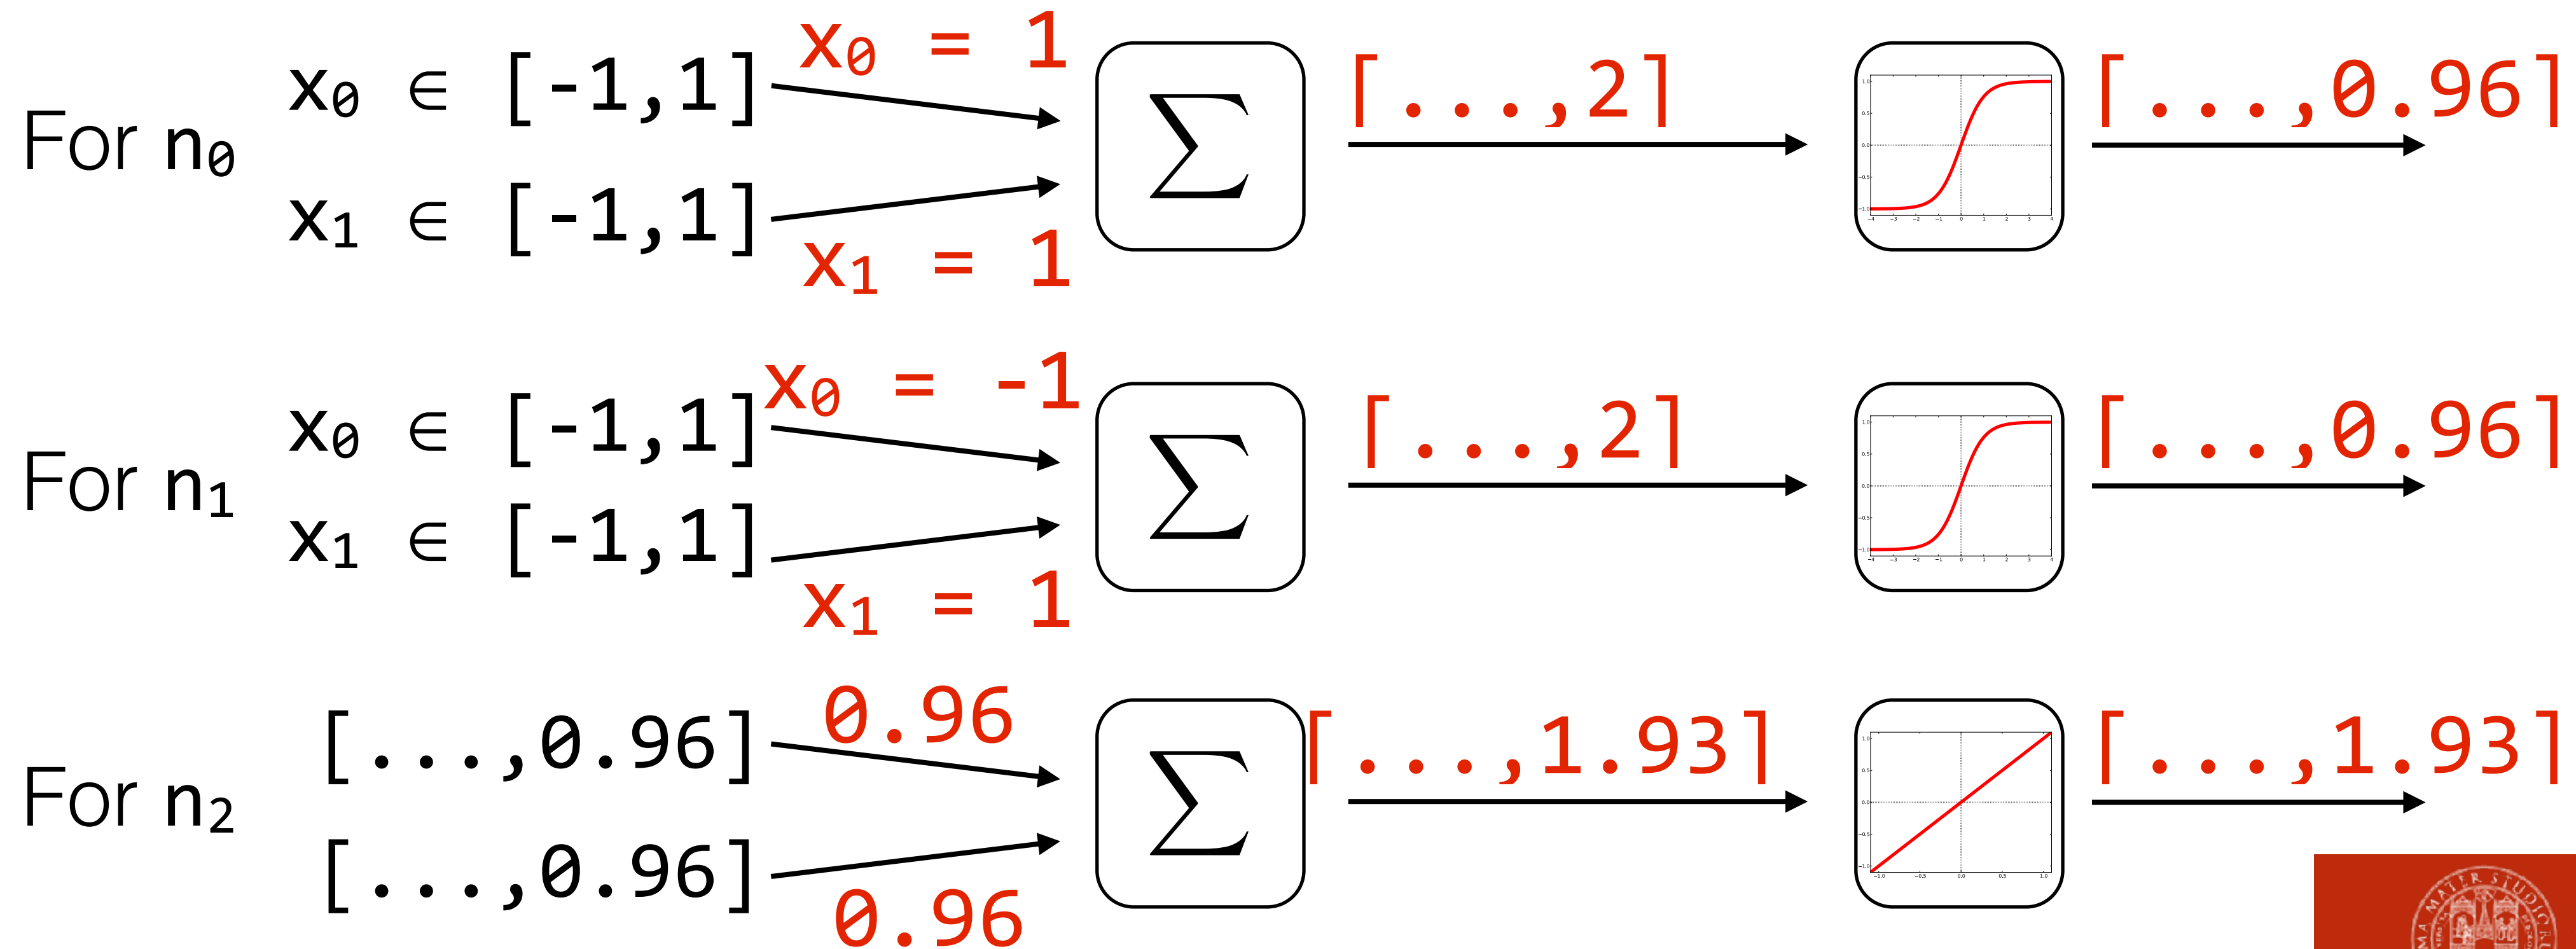 x₀ = 1
x₀ ∈ [-1,1]
For n₀
∑
⌈...,2⌉
⌈...,0.96⌉
x₁ ∈ [-1,1]
x₁ = 1
x₀ = -1
x₀ ∈ [-1,1]
For n₁
∑
⌈...,2⌉
⌈...,0.96⌉
x₁ ∈ [-1,1]
x₁ = 1
0.96
[...,0.96]
For n₂
∑
⌈...,1.93⌉
⌈...,1.93⌉
[...,0.96]
0.96
MATER STUDIO